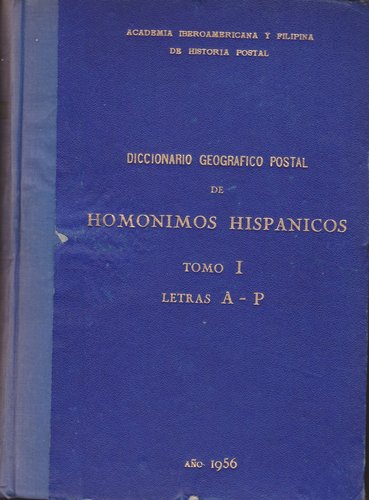 ACADEMIA IBEROAMERICANA Y FILIPINA
DE HISTORIA POSTAL
DICCIONARIO GEOGRAFICO POSTAL
DE
HOMONIMOS HISPANICOS
TOMO I
LETRAS A - P
AÑO 1956